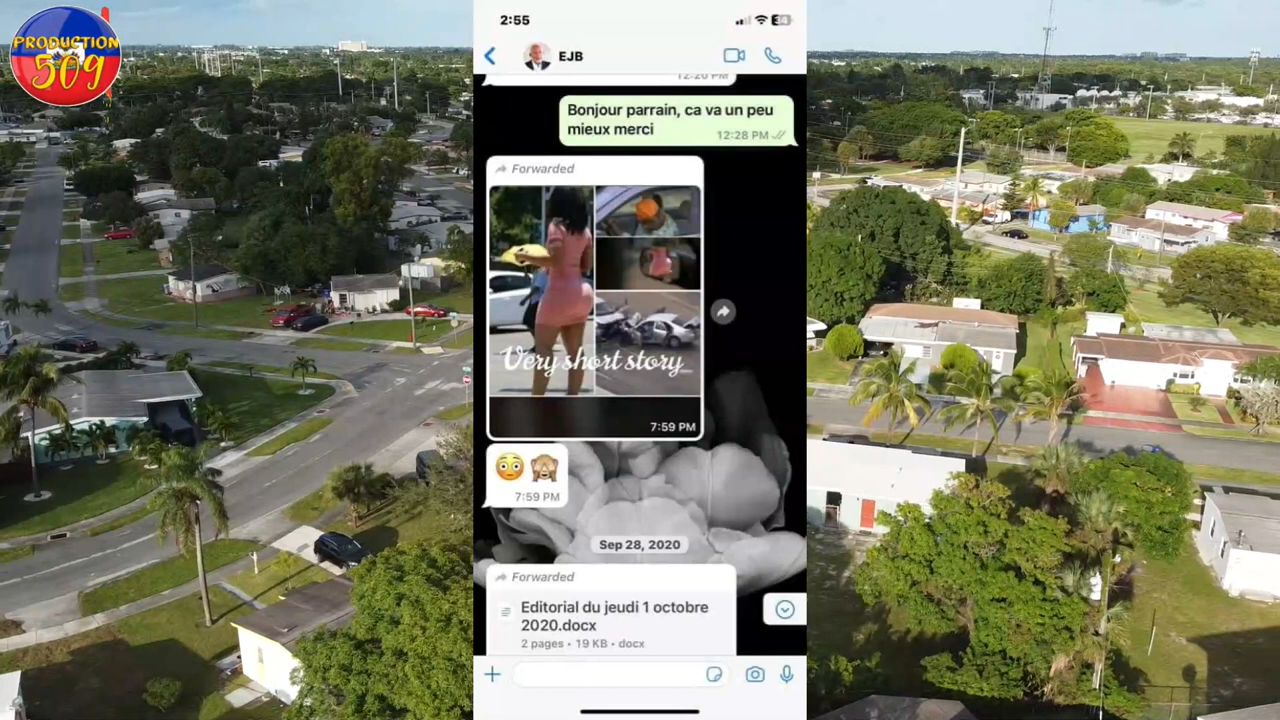 PRODUCTION
509
2:55
34
EJB
12:20 PM
Bonjour parrain, ca va un peu
mieux merci
12:28 PM
Forwarded
Very short story
7:59 PM
7:59 PM
Sep 28, 2020
Forwarded
Editorial du jeudi 1 octobre
2020.docx
2 pages • 19 KB • docx